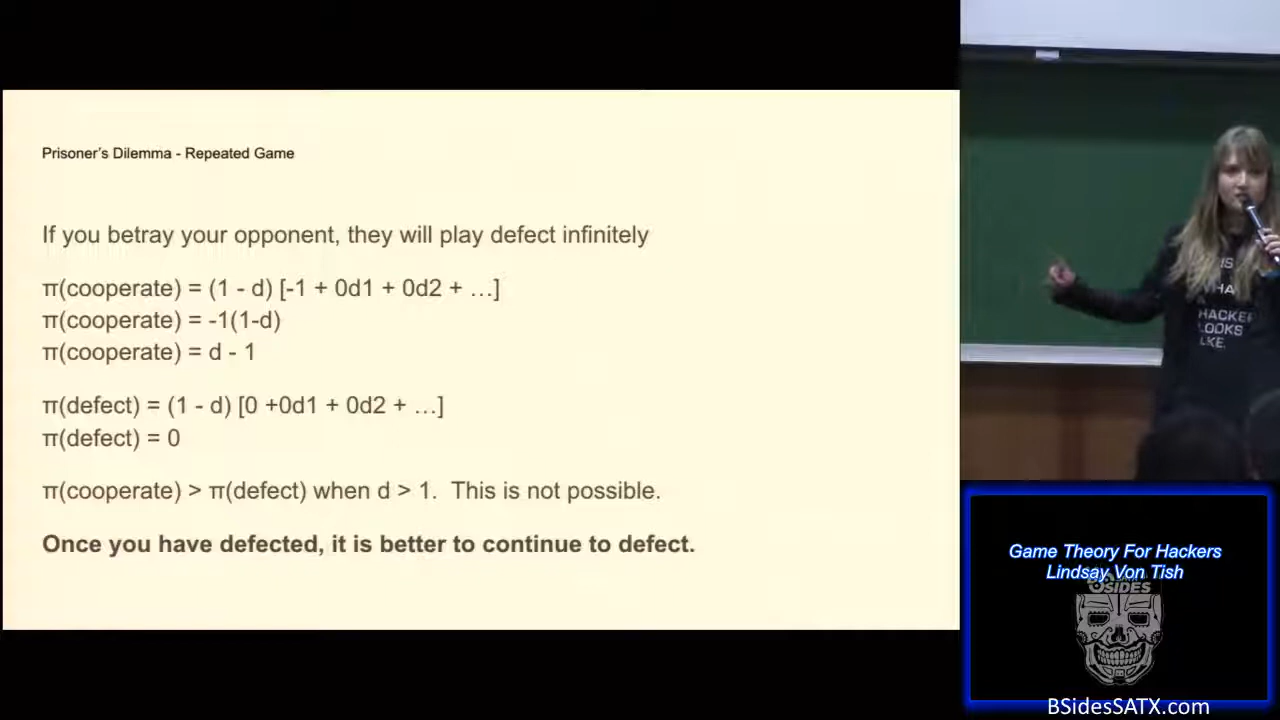 Prisoner's Dilemma - Repeated Game
If you betray your opponent, they will play defect infinitely
π(cooperate) = (1 - d) [-1 + 0d1 + 0d2 + …]
π(cooperate) = -1(1-d)
π(cooperate) = d - 1
π(defect) = (1 - d) [0 +0d1 + 0d2 + …]
π(defect) = 0
π(cooperate) > π(defect) when d > 1.  This is not possible.
Once you have defected, it is better to continue to defect.
IS
WHA
A
HACKER
LOOKS
LIKE.
Game Theory For Hackers
Lindsay Von Tish
BSIDES
BSidesSATX.com